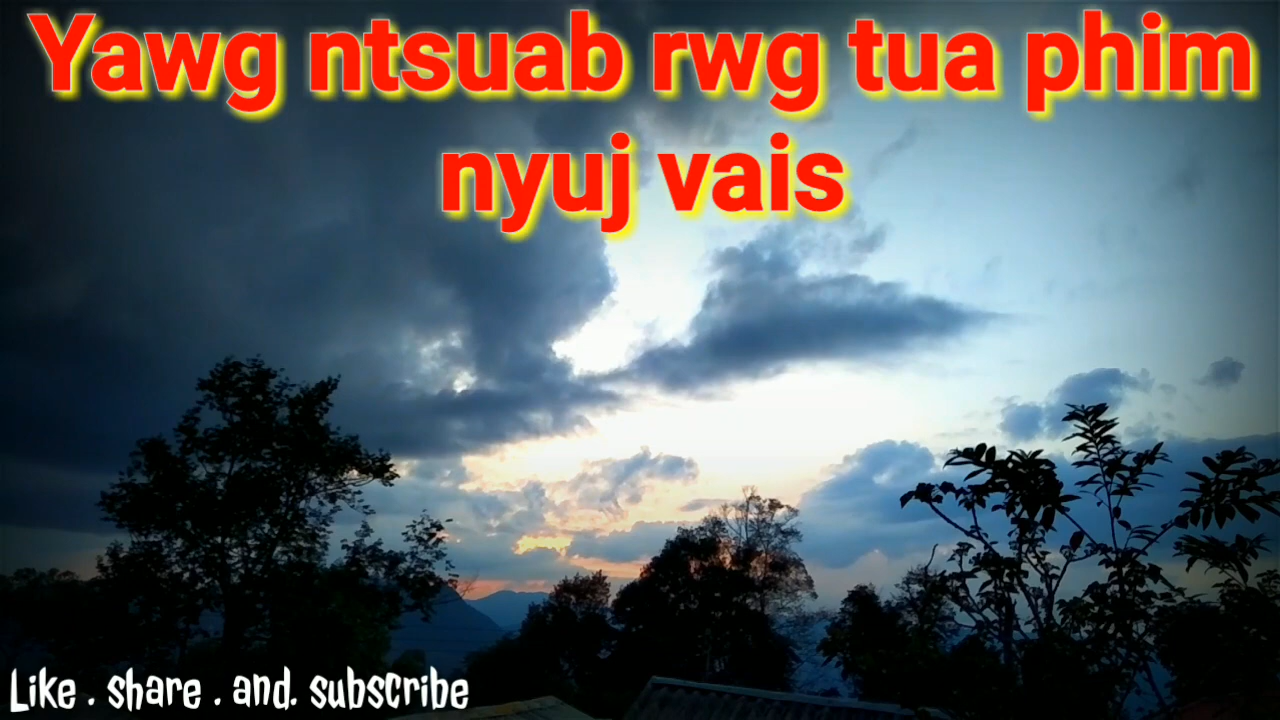 Yawg ntsuab rwg tua phim
nyuj vais
Like . share . and. subscribe